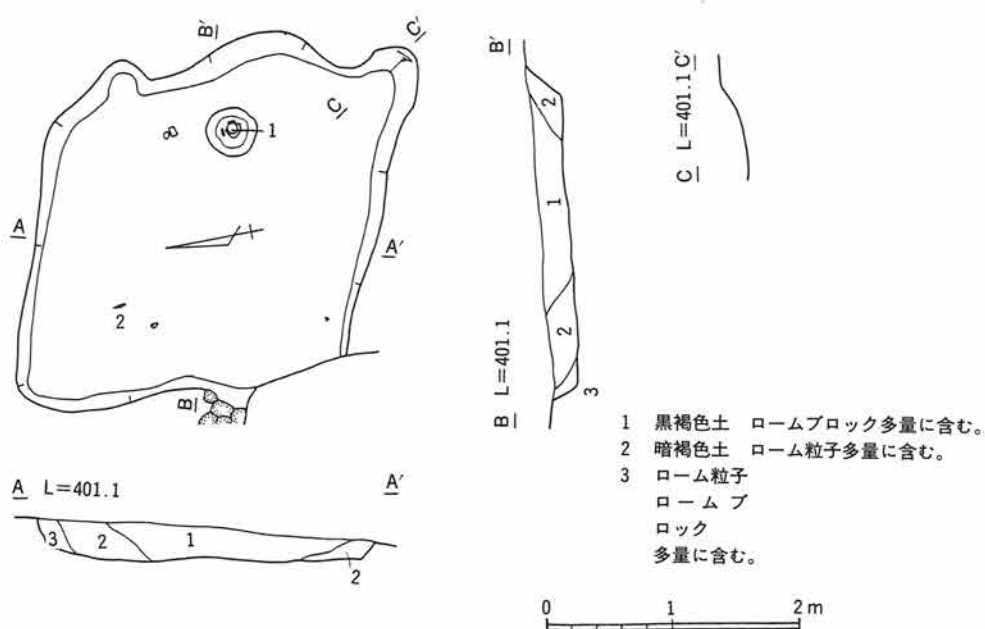 B B'
C C'
A A'
1
2
B B'
L=401.1
2
1
2
3
C C'
L=401.1
A L=401.1 A'
3 2 1
2
1 黒褐色土 ロームブロック多量に含む。
2 暗褐色土 ローム粒子多量に含む。
3 ローム粒子
ローム ブ
ロック
多量に含む。
0 1 2 m